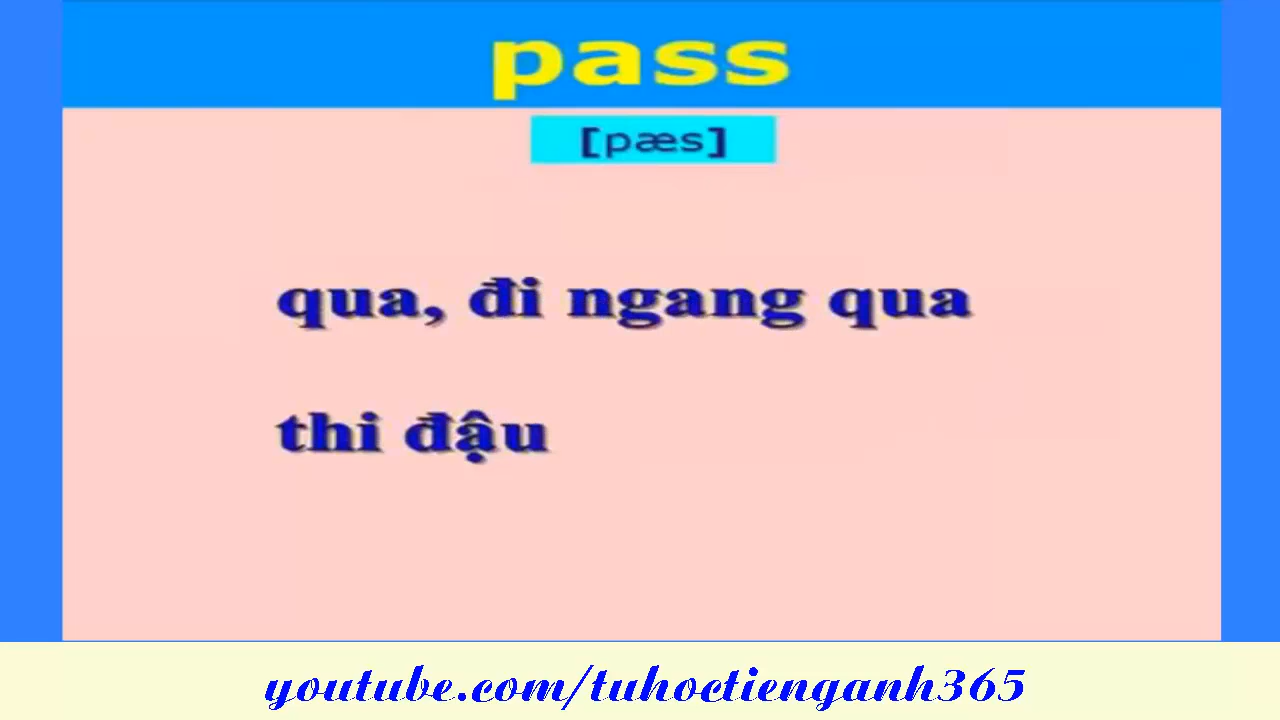 pass
[pæs]
qua, đi ngang qua
thi đậu
youtube.com/tuhoctienganh365